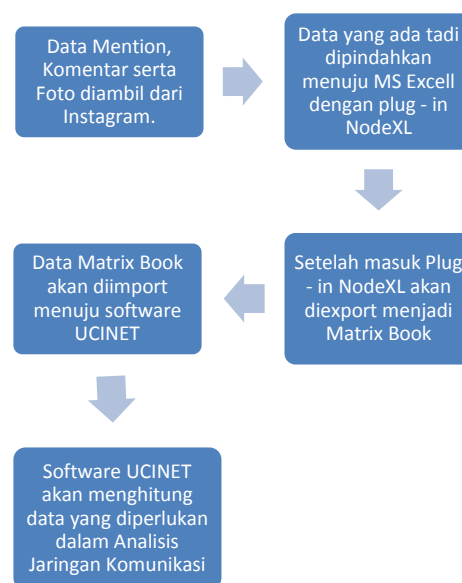 Data Mention,
Komentar serta
Foto diambil dari
Instagram.
Data yang ada tadi
dipindahkan
menuju MS Excell
dengan plug - in
NodeXL
Setelah masuk Plug
- in NodeXL akan
diexport menjadi
Matrix Book
Data Matrix Book
akan diimport
menuju software
UCINET
Software UCINET
akan menghitung
data yang diperlukan
dalam Analisis
Jaringan Komunikasi